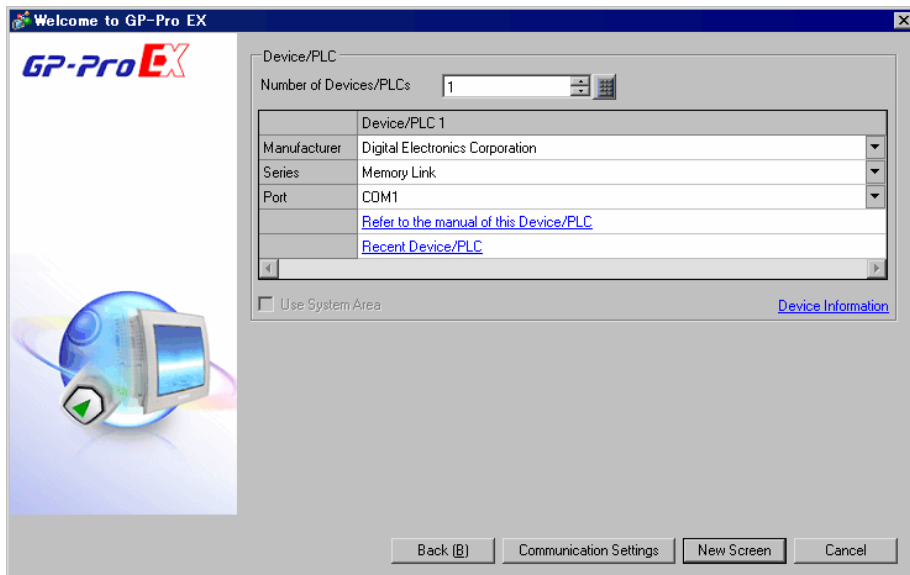 Welcome to GP-Pro EX
GP-Pro EX
Device/PLC
Number of Devices/PLCs 1
Device/PLC 1
Manufacturer Digital Electronics Corporation
Series Memory Link
Port COM1
Refer to the manual of this Device/PLC
Recent Device/PLC
Use System Area Device Information
Back (B) Communication Settings New Screen Cancel